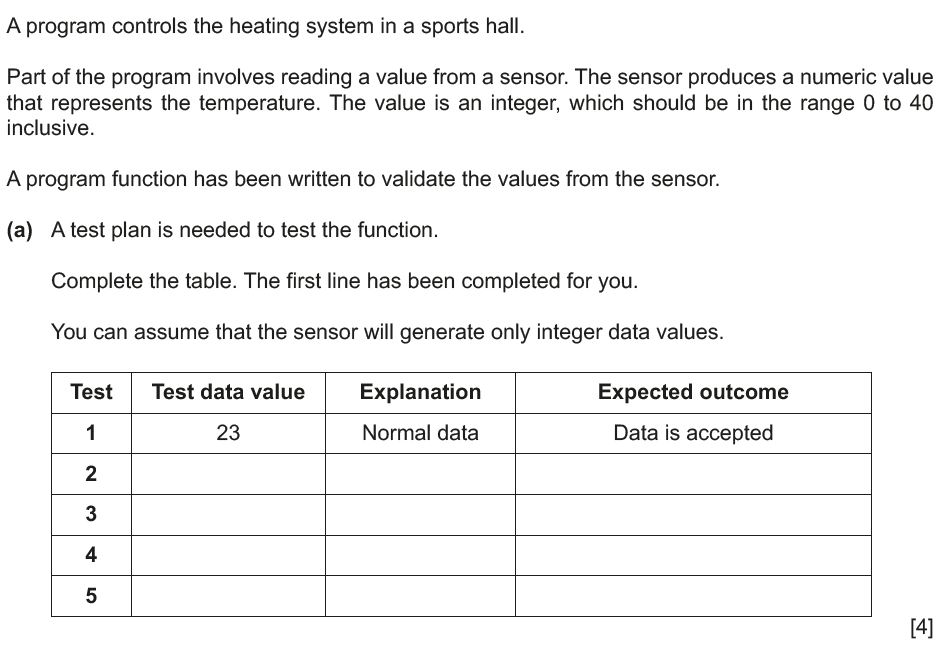 A program controls the heating system in a sports hall.
Part of the program involves reading a value from a sensor. The sensor produces a numeric value
that represents the temperature. The value is an integer, which should be in the range 0 to 40
inclusive.
A program function has been written to validate the values from the sensor.
(a) A test plan is needed to test the function.
Complete the table. The first line has been completed for you.
You can assume that the sensor will generate only integer data values.
Test Test data value Explanation Expected outcome
1 23 Normal data Data is accepted
2
3
4
5
[4]